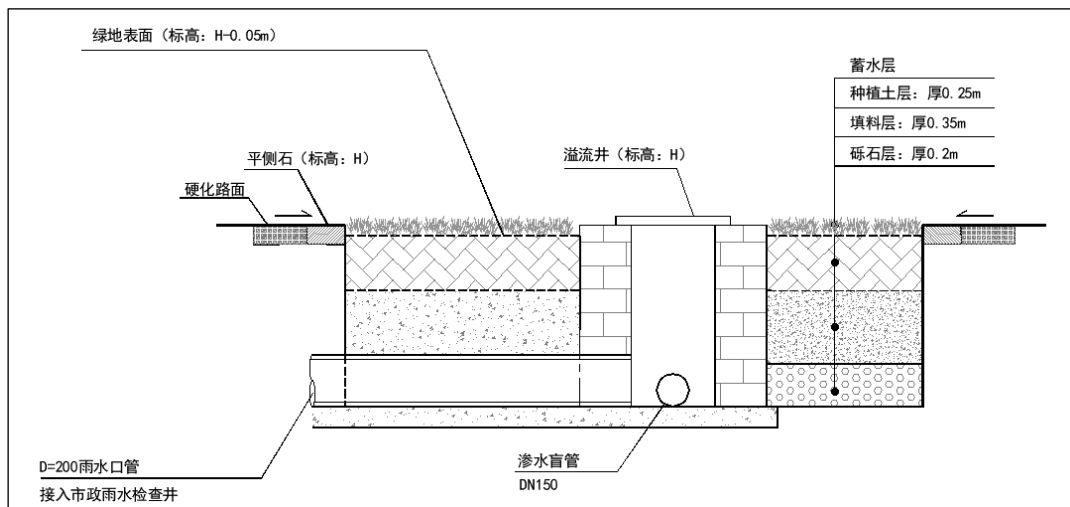 绿地表面（标高：H-0.05m）
蓄水层
种植土层：厚0.25m
填料层：厚0.35m
砾石层：厚0.2m
平侧石（标高：H）
溢流井（标高：H）
硬化路面
D=200雨水口管
接入市政雨水检查井
渗水盲管
DN150